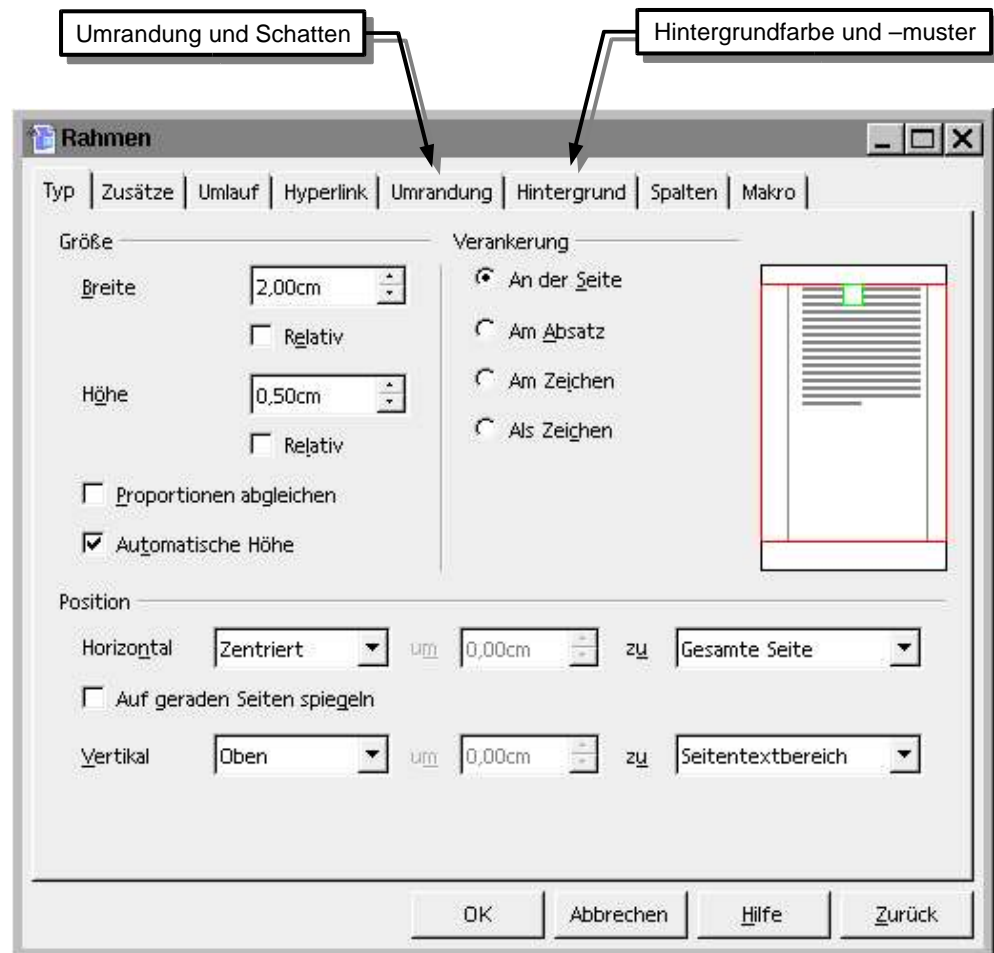 Umrandung und Schatten
Hintergrundfarbe und –muster
Rahmen
Typ Zusätze Umlauf Hyperlink Umrandung Hintergrund Spalten Makro
Größe
Verankerung
Breite 2,00cm
An der Seite
Relativ
Am Absatz
Höhe 0,50cm
Am Zeichen
Relativ
Als Zeichen
Proportionen abgleichen
Automatische Höhe
Position
Horizontal Zentriert um 0,00cm zu Gesamte Seite
Auf geraden Seiten spiegeln
Vertikal Oben um 0,00cm zu Seitentextbereich
OK Abbrechen Hilfe Zurück